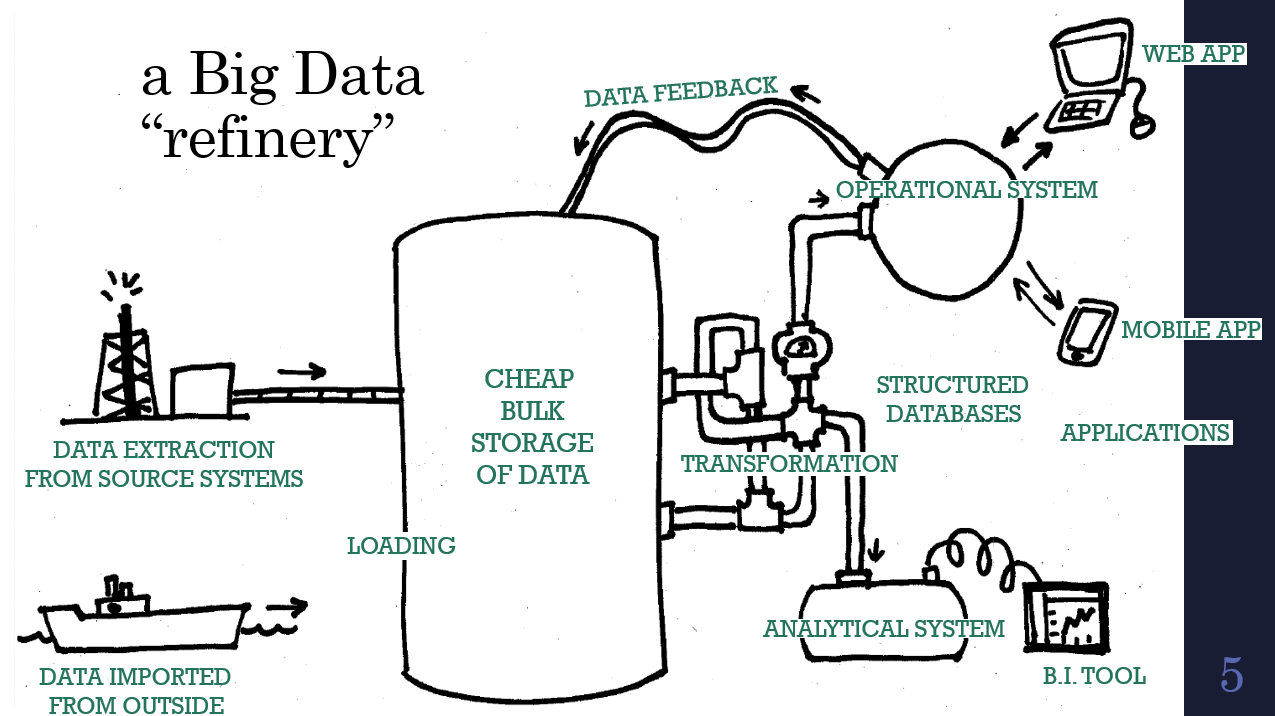 a Big Data
“refinery”
DATA FEEDBACK
WEB APP
OPERATIONAL SYSTEM
MOBILE APP
CHEAP
BULK
STORAGE
OF DATA
STRUCTURED
DATABASES
APPLICATIONS
DATA EXTRACTION
FROM SOURCE SYSTEMS
TRANSFORMATION
LOADING
ANALYTICAL SYSTEM
DATA IMPORTED
FROM OUTSIDE
B.I. TOOL
5